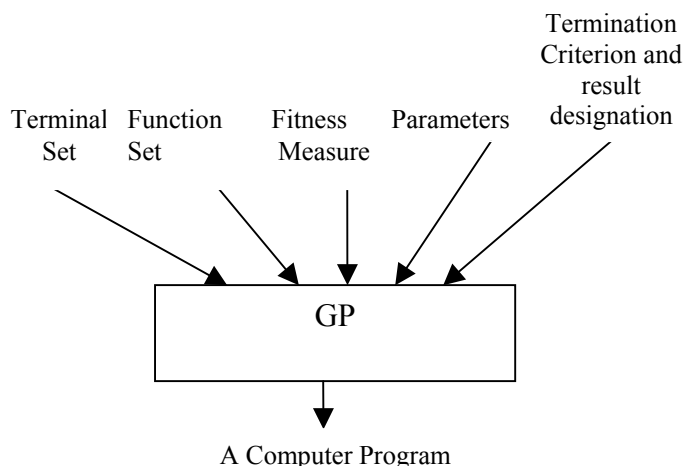 Termination
Criterion and
result
designation
Terminal
Set
Function
Set
Fitness
Measure
Parameters
GP
A Computer Program